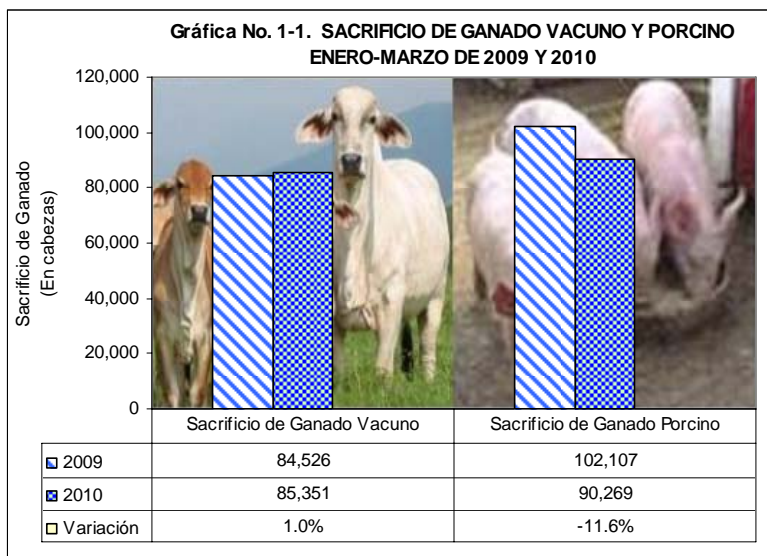 Gráfica No. 1-1. SACRIFICIO DE GANADO VACUNO Y PORCINO
ENERO-MARZO DE 2009 Y 2010
Sacrificio de Ganado
(En cabezas)
120,000
100,000
80,000
60,000
40,000
20,000
0
Sacrificio de Ganado Vacuno Sacrificio de Ganado Porcino
2009 84,526 102,107
2010 85,351 90,269
Variación 1.0% -11.6%